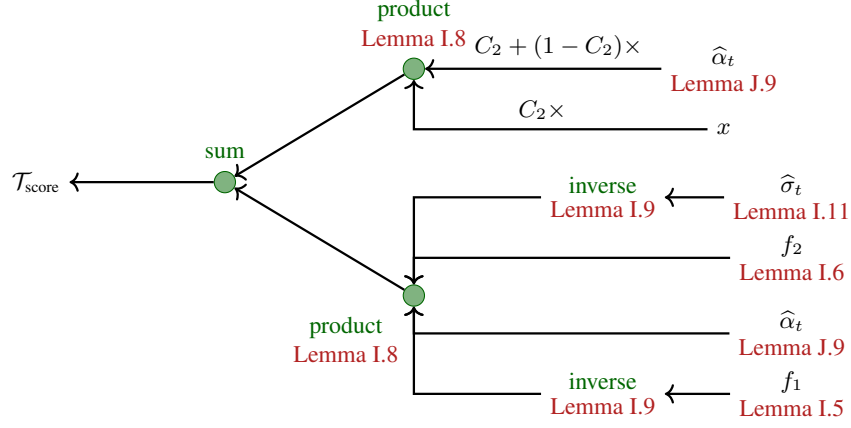 product
Lemma I.8
C₂ + (1 − C₂)×
α̂ₜ
Lemma J.9
C₂×
x
sum
𝒯score
inverse
Lemma I.9
σ̂ₜ
Lemma I.11
f₂
Lemma I.6
product
Lemma I.8
α̂ₜ
Lemma J.9
inverse
Lemma I.9
f₁
Lemma I.5